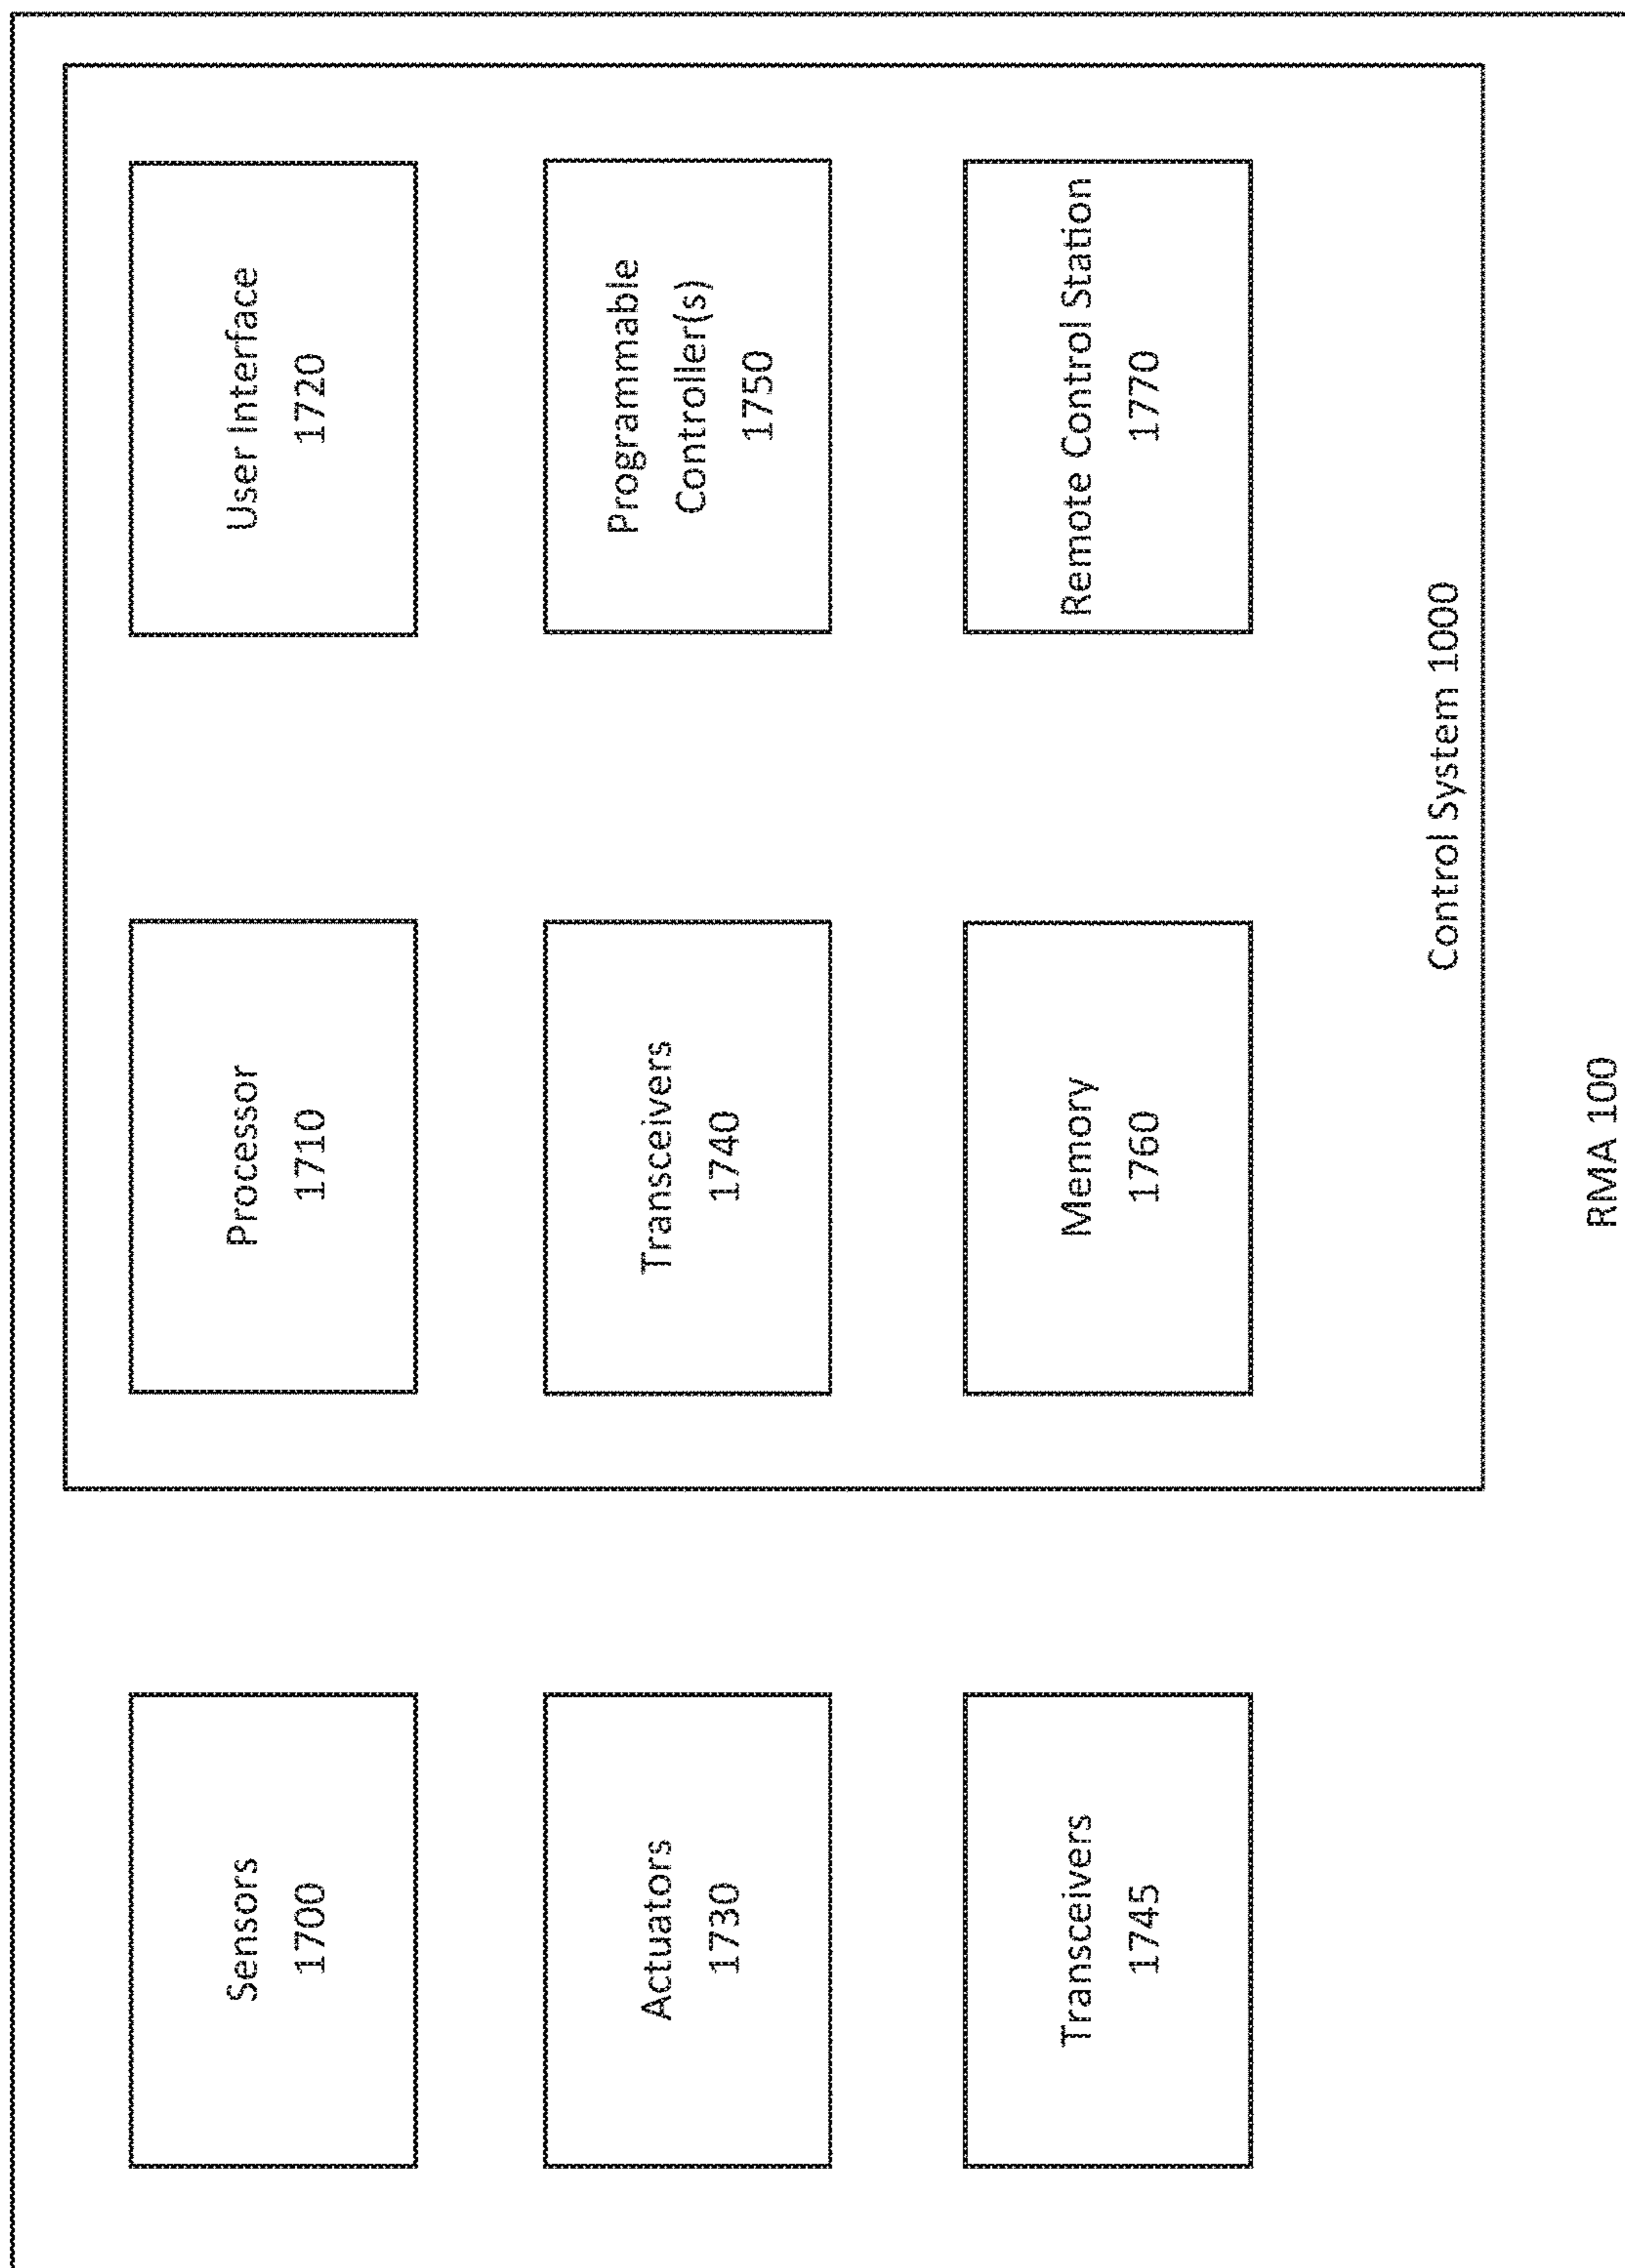 Sensors
1700
Processor
1710
User Interface
1720
Actuators
1730
Transceivers
1740
Programmable
Controller(s)
1750
Transceivers
1745
Memory
1760
Remote Control Station
1770
Control System 1000
RMA 100